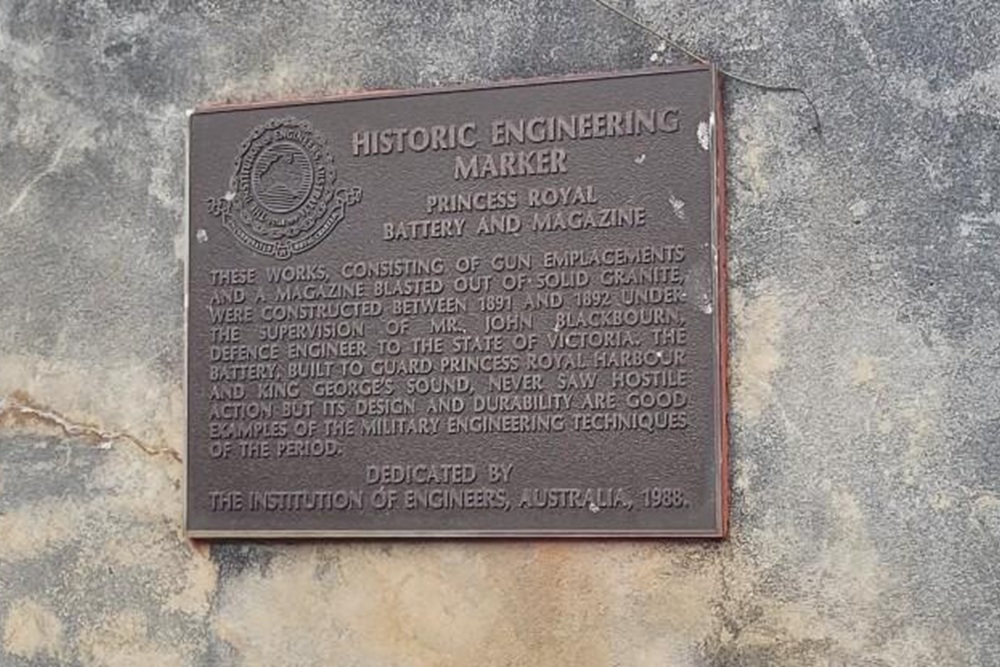 HISTORIC ENGINEERING
MARKER
PRINCESS ROYAL
BATTERY AND MAGAZINE
THESE WORKS, CONSISTING OF GUN EMPLACEMENTS
AND A MAGAZINE BLASTED OUT OF SOLID GRANITE,
WERE CONSTRUCTED BETWEEN 1891 AND 1892 UNDER
THE SUPERVISION OF MR. JOHN BLACKBOURN,
DEFENCE ENGINEER TO THE STATE OF VICTORIA. THE
BATTERY, BUILT TO GUARD PRINCESS ROYAL HARBOUR
AND KING GEORGE'S SOUND, NEVER SAW HOSTILE
ACTION BUT ITS DESIGN AND DURABILITY ARE GOOD
EXAMPLES OF THE MILITARY ENGINEERING TECHNIQUES
OF THE PERIOD.
DEDICATED BY
THE INSTITUTION OF ENGINEERS, AUSTRALIA, 1988.